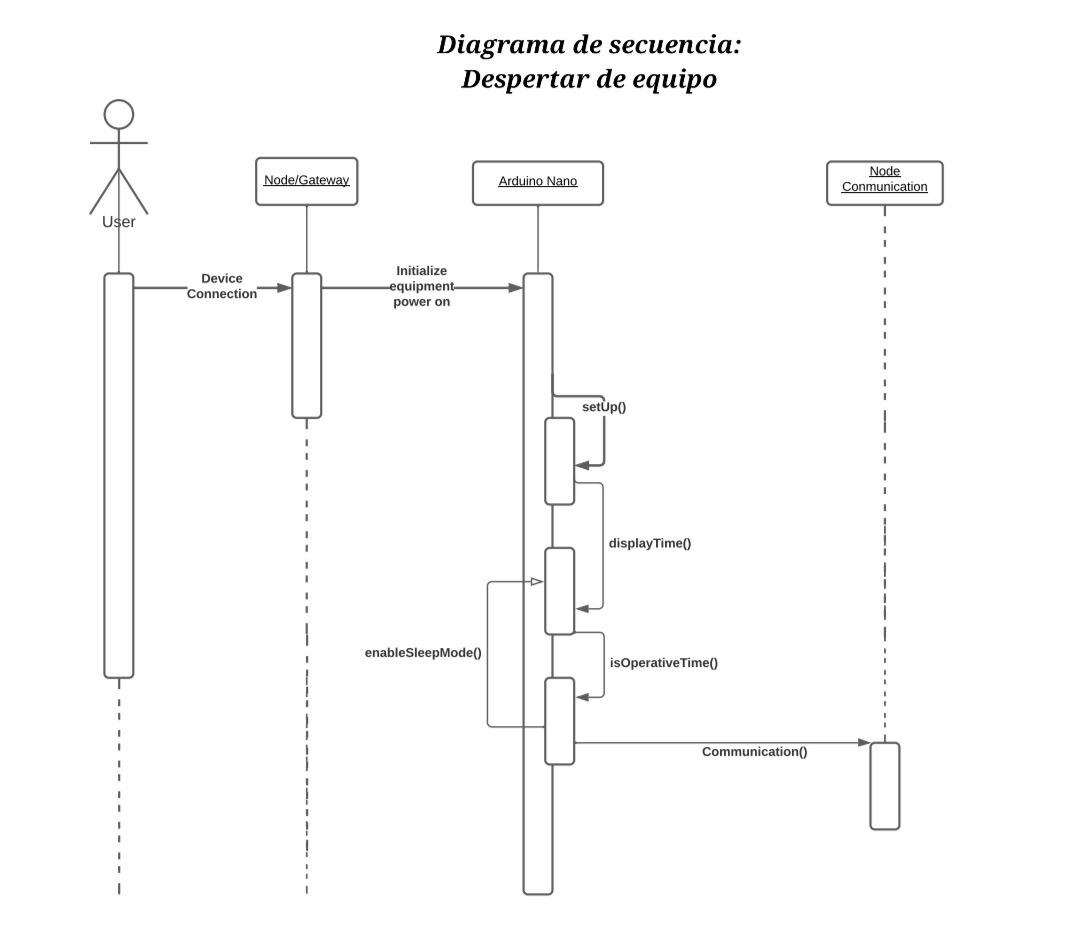 Diagrama de secuencia:
Despertar de equipo
User
Node/Gateway
Arduino Nano
Node
Conmunication
Device
Connection
Initialize
equipment
power on
setUp()
displayTime()
enableSleepMode()
isOperativeTime()
Communication()